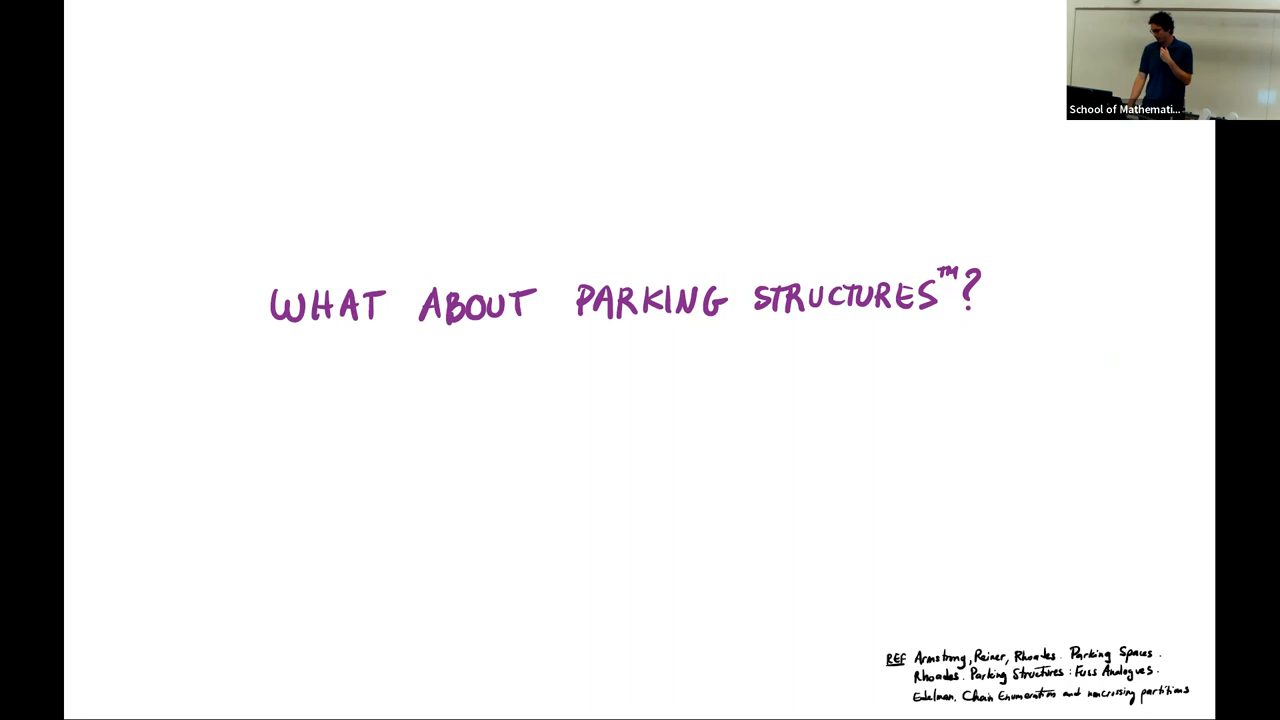 School of Mathemati...
WHAT ABOUT PARKING STRUCTURES™?
REF Armstrong, Reiner, Rhoades. Parking Spaces.
Rhoades. Parking Structures: Fuss Analogues.
Edelman. Chain Enumeration and noncrossing partitions